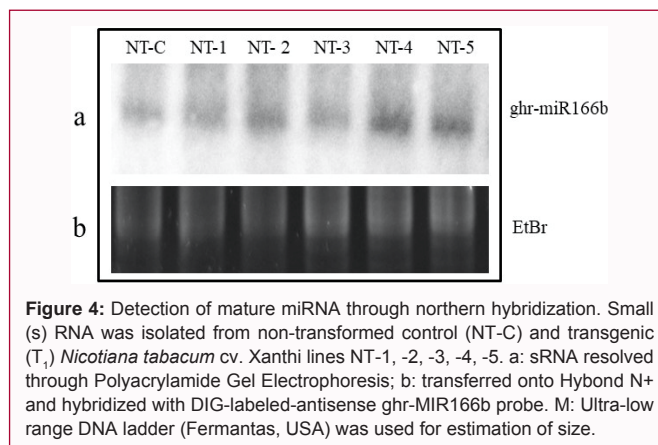 NT-C NT-1 NT- 2 NT-3 NT-4 NT-5
a ghr-miR166b
b EtBr
Figure 4: Detection of mature miRNA through northern hybridization. Small
(s) RNA was isolated from non-transformed control (NT-C) and transgenic
(T₁) Nicotiana tabacum cv. Xanthi lines NT-1, -2, -3, -4, -5. a: sRNA resolved
through Polyacrylamide Gel Electrophoresis; b: transferred onto Hybond N+
and hybridized with DIG-labeled-antisense ghr-MIR166b probe. M: Ultra-low
range DNA ladder (Fermantas, USA) was used for estimation of size.